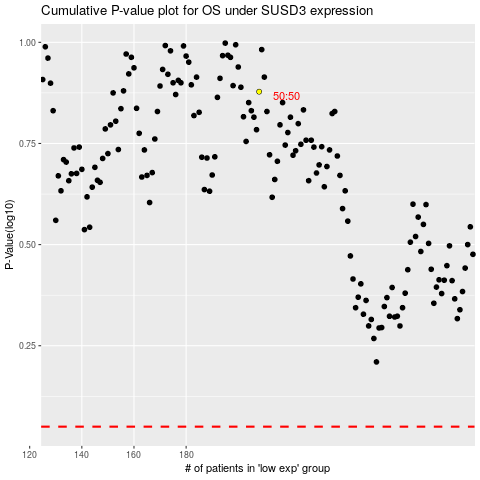 Cumulative P-value plot for OS under SUSD3 expression
P-Value(log10)
1.00
0.75
0.50
0.25
50:50
120 140 160 180
# of patients in 'low exp' group